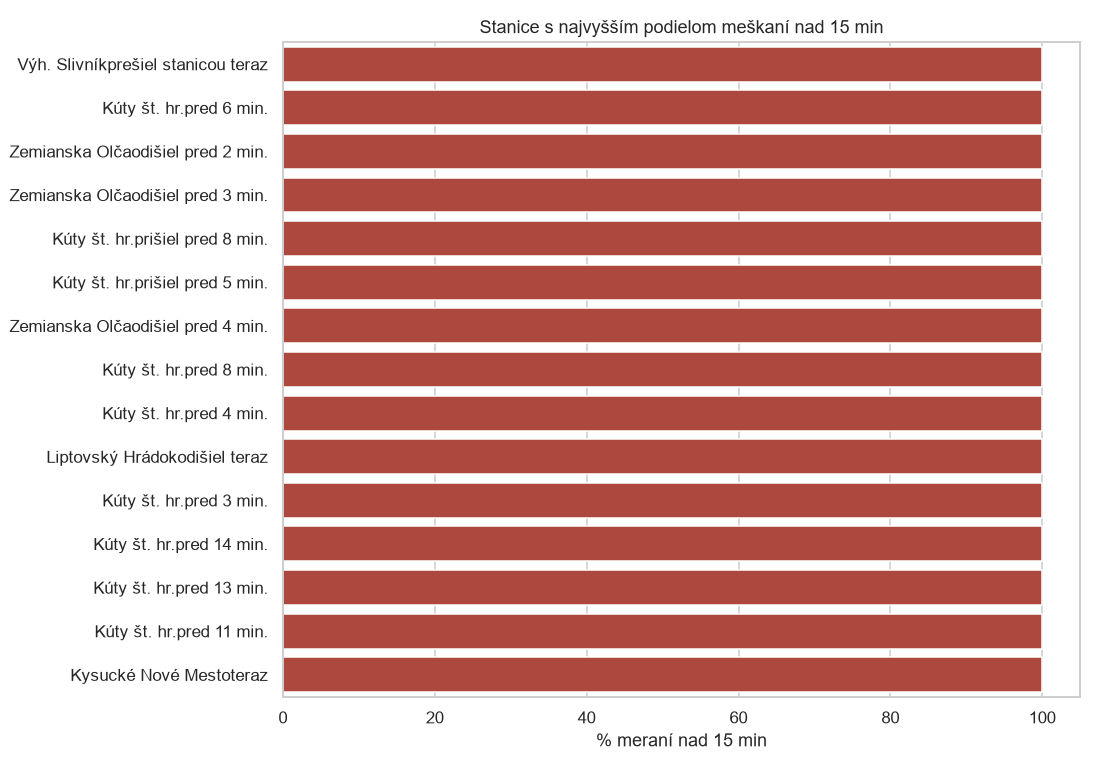 Stanice s najvyšším podielom meškaní nad 15 min
Výh. Slivníkprešiel stanicou teraz
Kúty št. hr.pred 6 min.
Zemianska Olčaodišiel pred 2 min.
Zemianska Olčaodišiel pred 3 min.
Kúty št. hr.prišiel pred 8 min.
Kúty št. hr.prišiel pred 5 min.
Zemianska Olčaodišiel pred 4 min.
Kúty št. hr.pred 8 min.
Kúty št. hr.pred 4 min.
Liptovský Hrádokodišiel teraz
Kúty št. hr.pred 3 min.
Kúty št. hr.pred 14 min.
Kúty št. hr.pred 13 min.
Kúty št. hr.pred 11 min.
Kysucké Nové Mestoteraz
0 20 40 60 80 100
% meraní nad 15 min